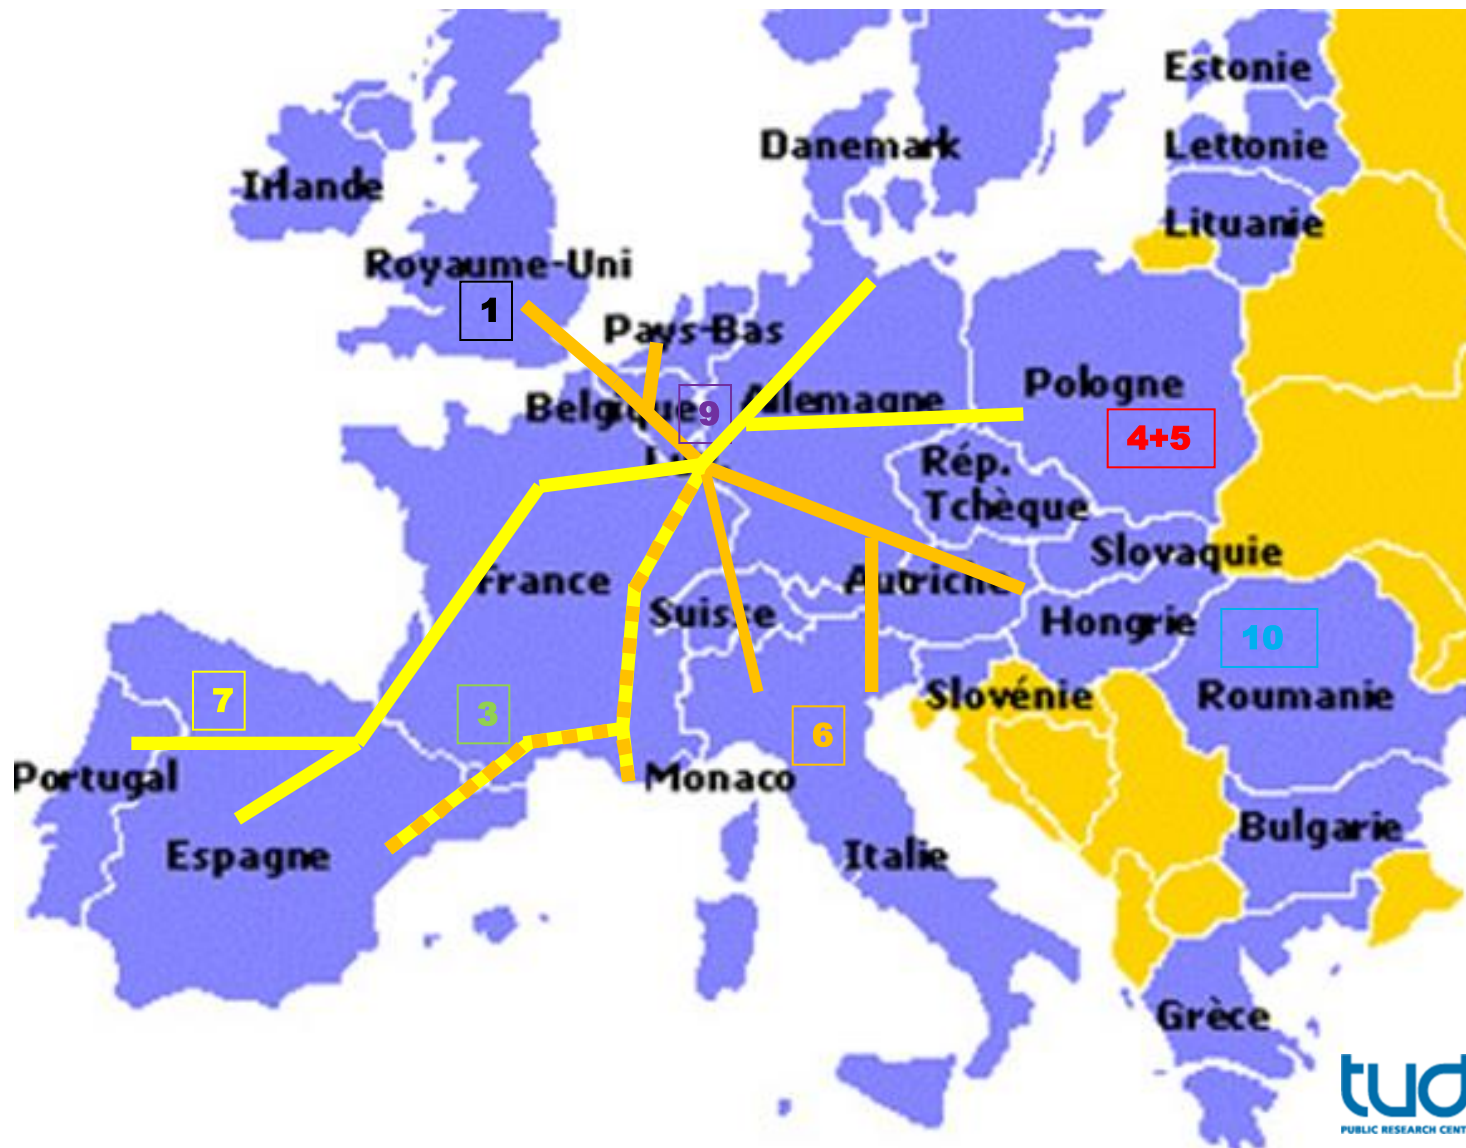 Estonie
Danemark
Lettonie
Irlande
Lituanie
Royaume-Uni
1
Pays-Bas
Pologne
Belgique
9
Allemagne
4+5
Rép.
Tchèque
Slovaquie
France
Autriche
Suisse
Hongrie
10
7
3
Slovénie
Roumanie
6
Portugal
Monaco
Bulgarie
Espagne
Italie
Grèce
tud
PUBLIC RESEARCH CENT